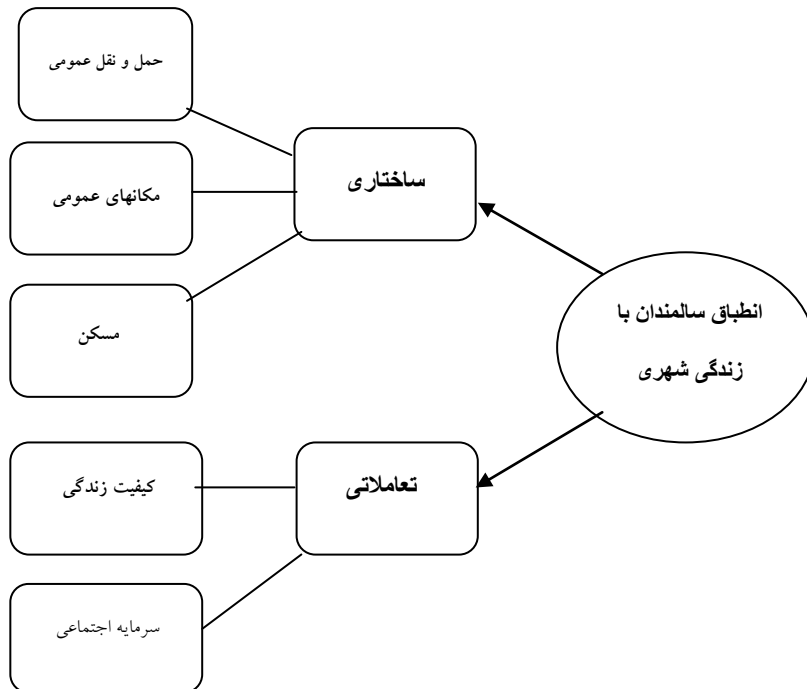 حمل و نقل عمومی
ساختاری
مکانهای عمومی
مسکن
انطباق سالمندان با
زندگی شهری
تعاملاتی
کیفیت زندگی
سرمایه اجتماعی